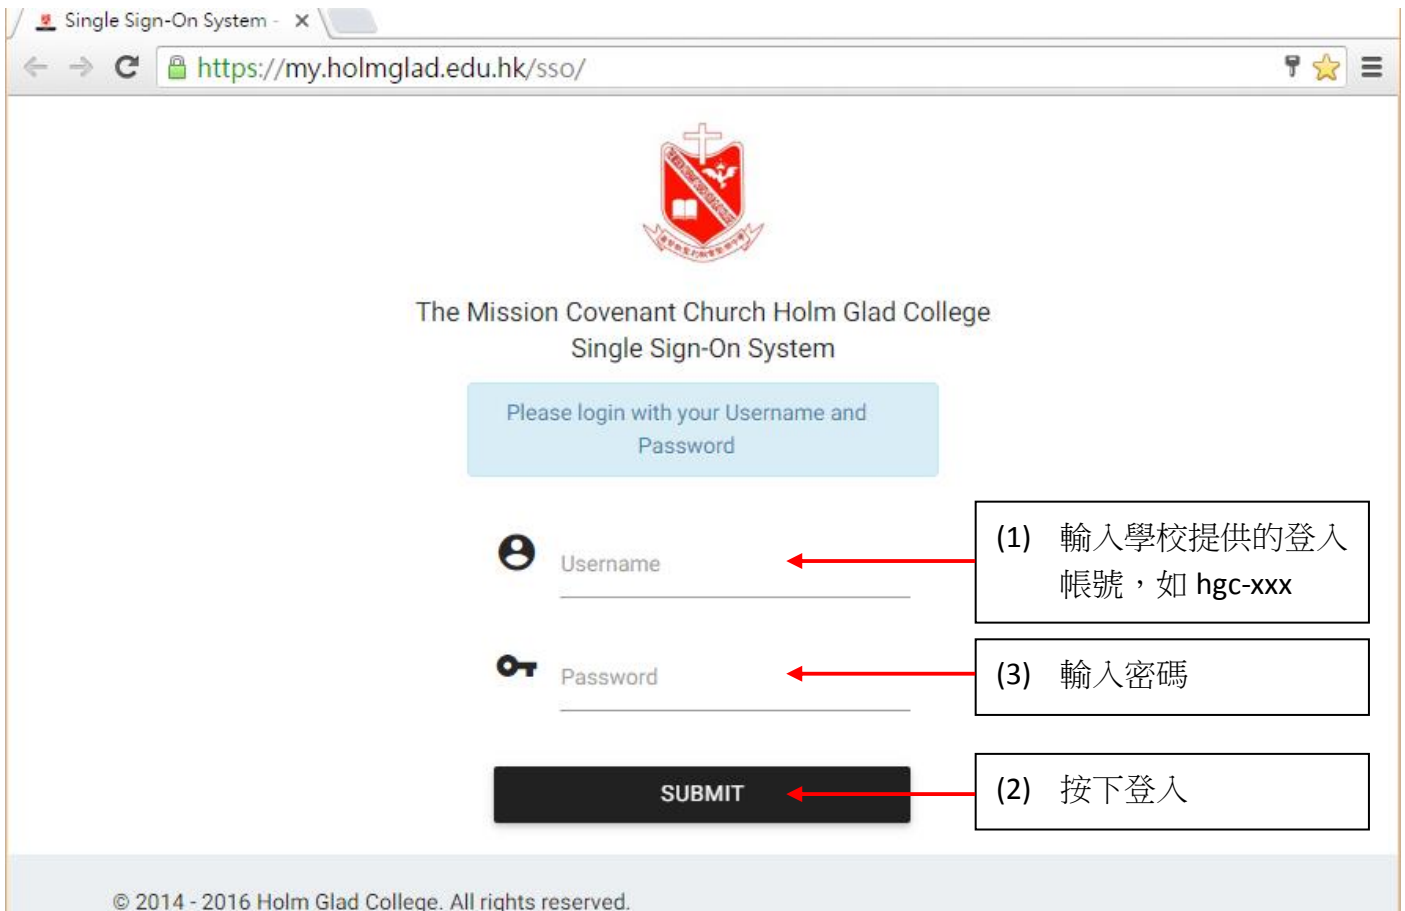 Single Sign-On System -
https://my.holmglad.edu.hk/sso/
The Mission Covenant Church Holm Glad College
Single Sign-On System
Please login with your Username and
Password
Username
(1) 輸入學校提供的登入
帳號，如 hgc-xxx
Password
(3) 輸入密碼
SUBMIT
(2) 按下登入
© 2014 - 2016 Holm Glad College. All rights reserved.